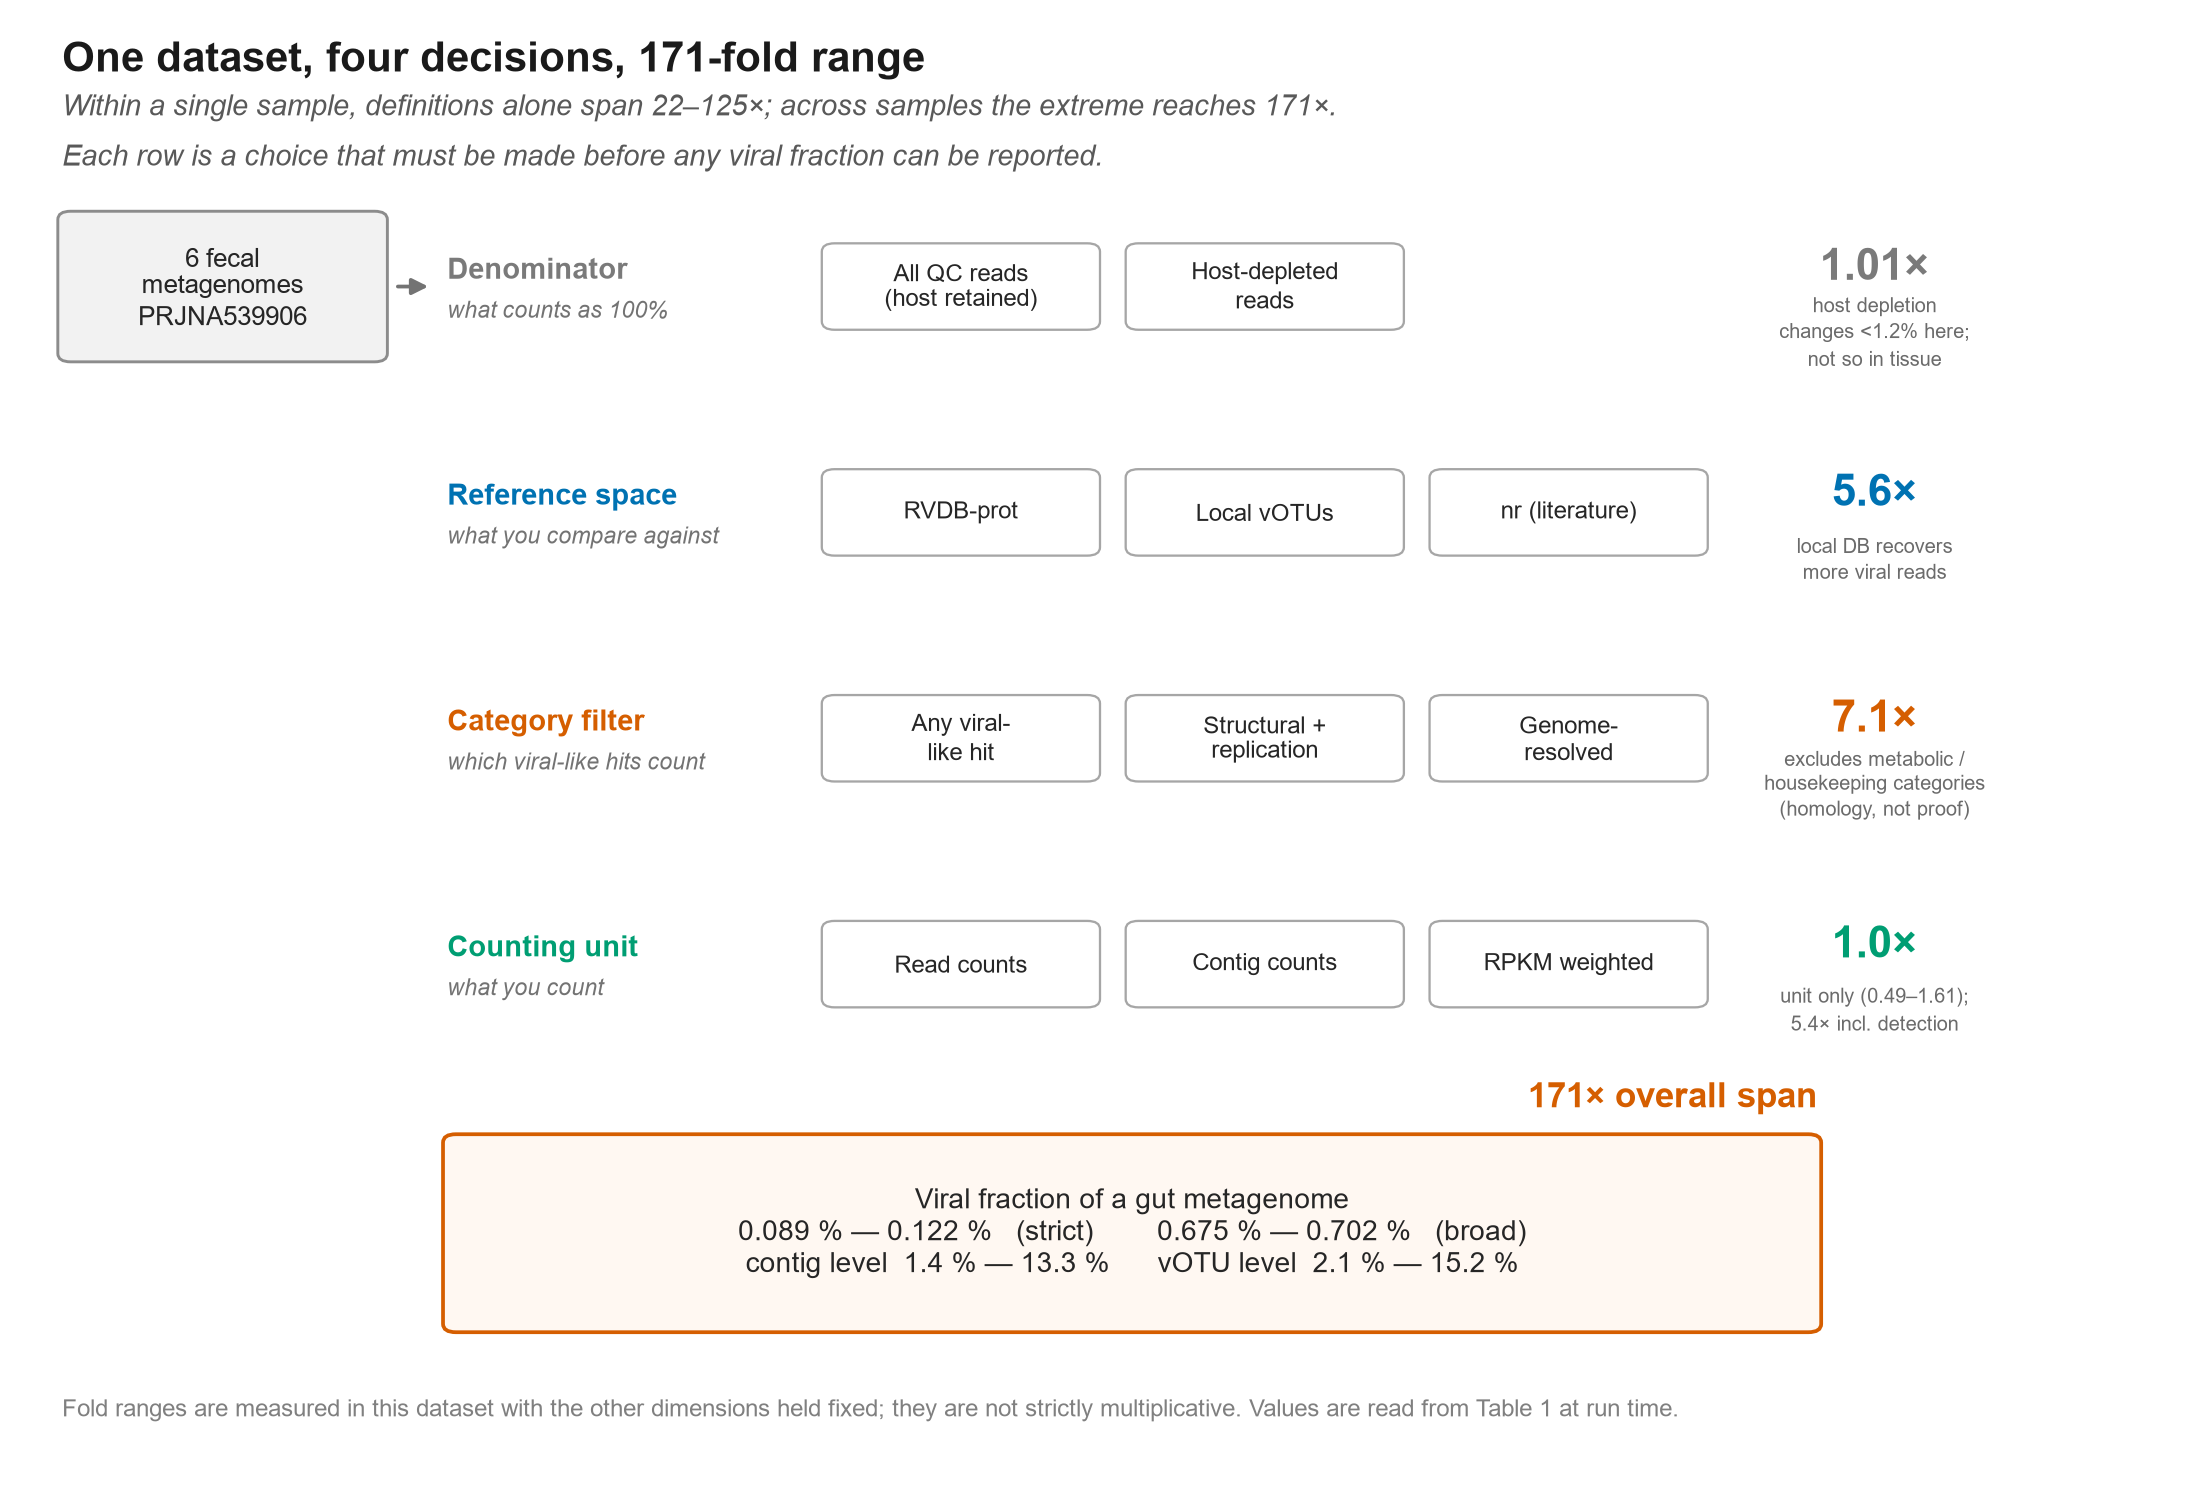 One dataset, four decisions, 171-fold range
Within a single sample, definitions alone span 22–125×; across samples the extreme reaches 171×.
Each row is a choice that must be made before any viral fraction can be reported.
6 fecal
metagenomes
PRJNA539906
Denominator
what counts as 100%
All QC reads
(host retained)
Host-depleted
reads
1.01×
host depletion
changes <1.2% here;
not so in tissue
Reference space
what you compare against
RVDB-prot
Local vOTUs
nr (literature)
5.6×
local DB recovers
more viral reads
Category filter
which viral-like hits count
Any viral-
like hit
Structural +
replication
Genome-
resolved
7.1×
excludes metabolic /
housekeeping categories
(homology, not proof)
Counting unit
what you count
Read counts
Contig counts
RPKM weighted
1.0×
unit only (0.49–1.61);
5.4× incl. detection
171× overall span
Viral fraction of a gut metagenome
0.089 % — 0.122 % (strict) 0.675 % — 0.702 % (broad)
contig level 1.4 % — 13.3 % vOTU level 2.1 % — 15.2 %
Fold ranges are measured in this dataset with the other dimensions held fixed; they are not strictly multiplicative. Values are read from Table 1 at run time.